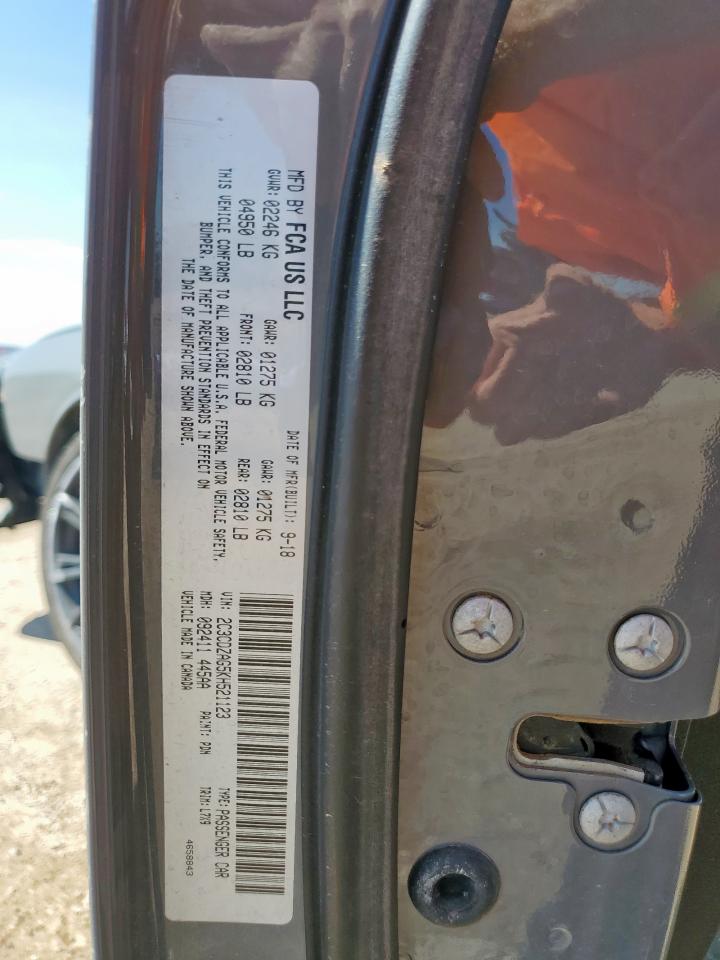 MFD BY FCA US LLC
DATE OF MFR(BUILT): 9-18
GVWR: 02246 KG GAWR: 01275 KG GAWR: 01275 KG
04950 LB FRONT: 02810 LB REAR: 02810 LB
THIS VEHICLE CONFORMS TO ALL APPLICABLE U.S.A. FEDERAL MOTOR VEHICLE SAFETY,
BUMPER, AND THEFT PREVENTION STANDARDS IN EFFECT ON
THE DATE OF MANUFACTURE SHOWN ABOVE.
VIN: 2C3CDZAG5KH521123 TYPE: PASSENGER CAR
MDH: 092411 445AA PAINT: PDN TRIM: L7X9
VEHICLE MADE IN CANADA 4658843